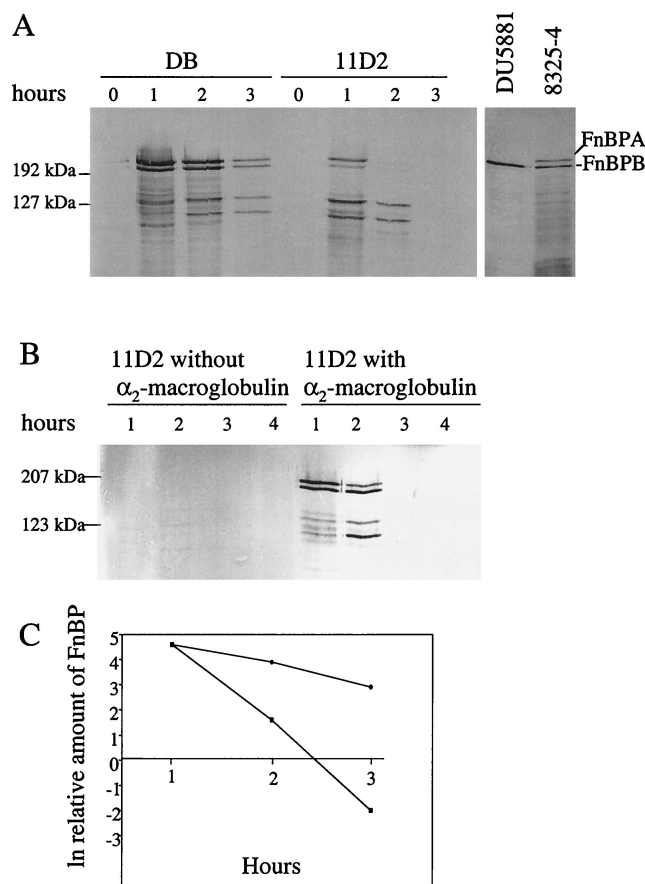 A
DB 11D2
hours 0 1 2 3 0 1 2 3
DU5881
8325-4
FnBPA
FnBPB
192 kDa
127 kDa
B
11D2 without α2-macroglobulin
11D2 with α2-macroglobulin
hours 1 2 3 4 1 2 3 4
207 kDa
123 kDa
C
ln relative amount of FnBP
5
4
3
2
1
0
-1
-2
-3
1 2 3
Hours